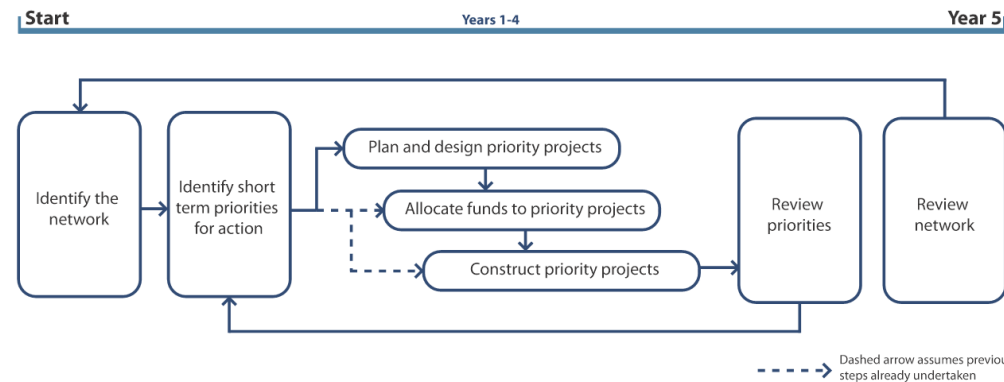 Start
Years 1-4
Year 5
Identify the
network
Identify short
term priorities
for action
Plan and design priority projects
Allocate funds to priority projects
Construct priority projects
Review
priorities
Review
network
Dashed arrow assumes previou
steps already undertaken